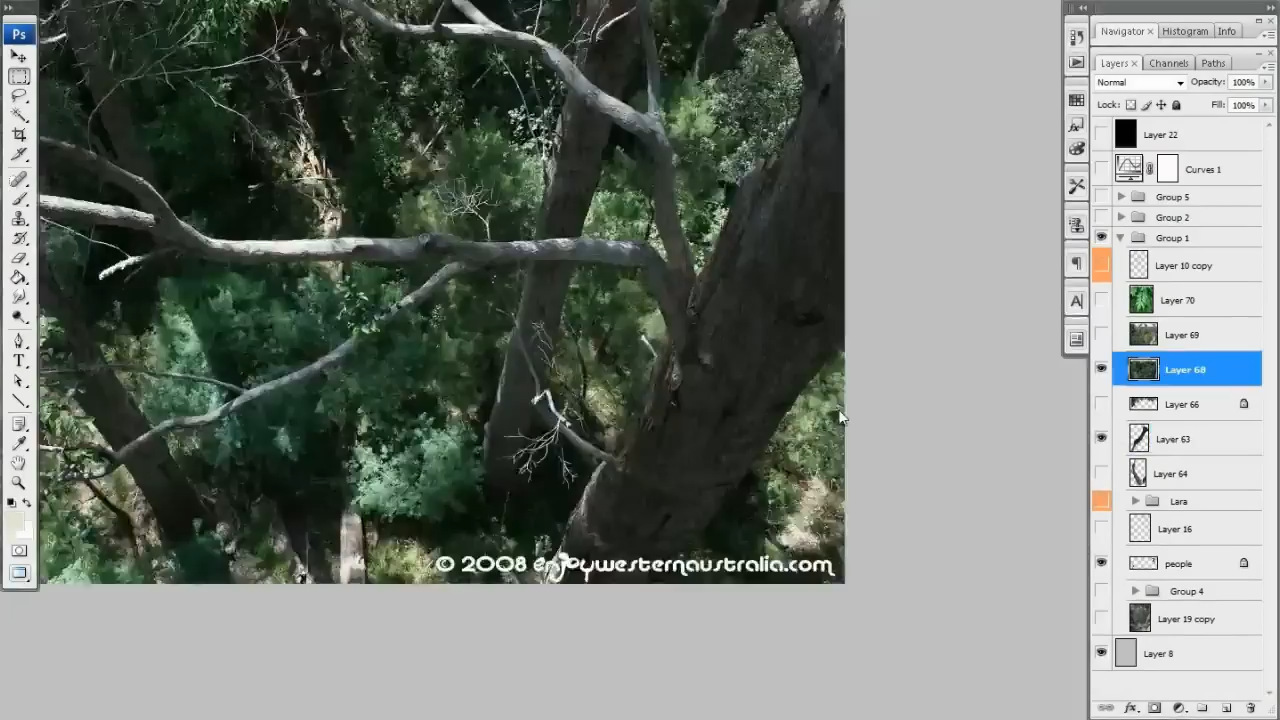 Ps
Navigator × Histogram Info
Layers × Channels Paths
Normal Opacity: 100%
Lock: Fill: 100%
Layer 22
Curves 1
Group 5
Group 2
Group 1
Layer 10 copy
Layer 70
Layer 69
Layer 68
Layer 66
Layer 63
Layer 64
Lara
Layer 16
people
Group 4
Layer 19 copy
Layer 8
© 2008 enjoywesternaustralia.com